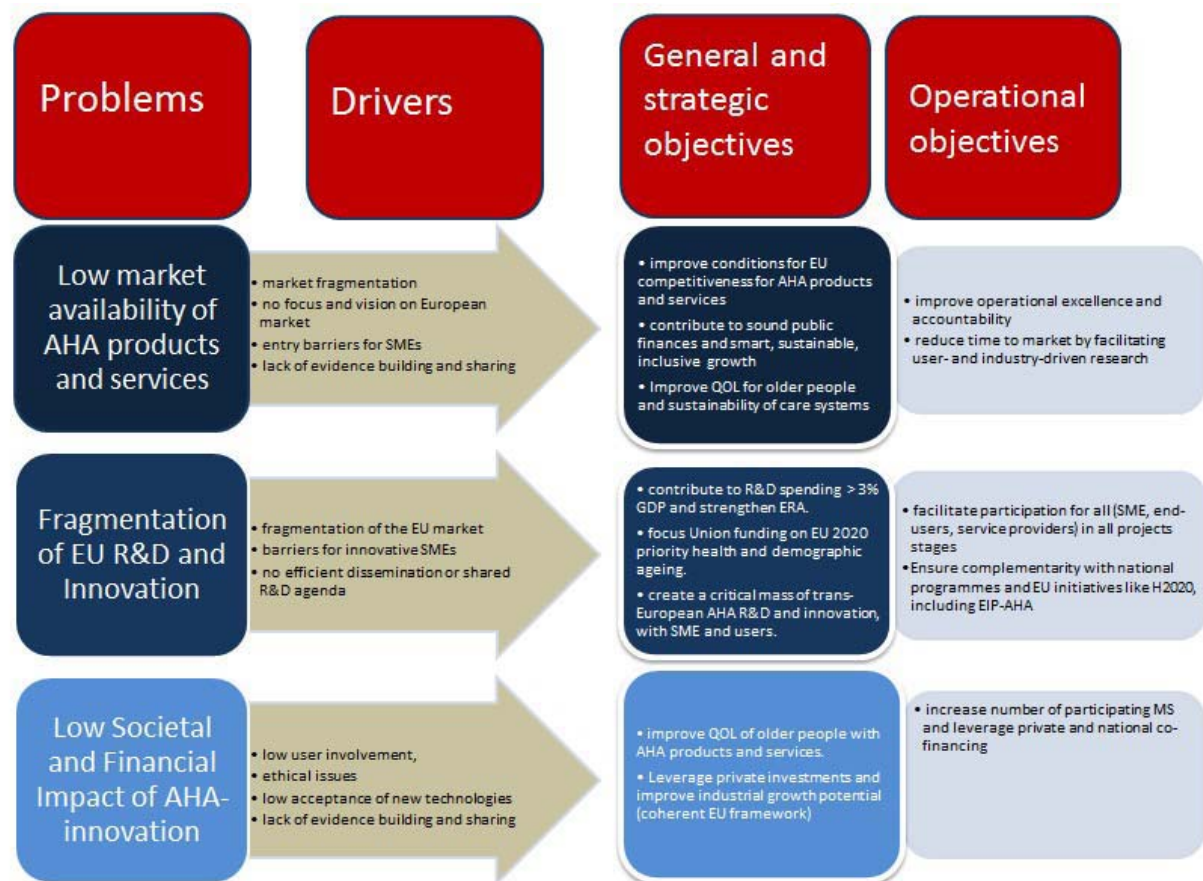 Problems
Drivers
General and
strategic
objectives
Operational
objectives
Low market
availability of
AHA products
and services
• market fragmentation
• no focus and vision on European
market
• entry barriers for SMEs
• lack of evidence building and sharing
• improve conditions for EU
competitiveness for AHA products
and services
• contribute to sound public
finances and smart, sustainable,
inclusive growth
• Improve QOL for older people
and sustainability of care systems
• improve operational excellence and
accountability
• reduce time to market by facilitating
user- and industry-driven research
Fragmentation
of EU R&D and
Innovation
• fragmentation of the EU market
• barriers for innovative SMEs
• no efficient dissemination or shared
R&D agenda
• contribute to R&D spending > 3%
GDP and strengthen ERA.
• focus Union funding on EU 2020
priority health and demographic
ageing.
• create a critical mass of trans-
European AHA R&D and innovation,
with SME and users.
• facilitate participation for all (SME, end-
users, service providers) in all projects
stages
• Ensure complementarity with national
programmes and EU initiatives like H2020,
including EIP-AHA
Low Societal
and Financial
Impact of AHA-
innovation
• low user involvement,
• ethical issues
• low acceptance of new technologies
• lack of evidence building and sharing
• improve QOL of older people with
AHA products and services.
• Leverage private investments and
improve industrial growth potential
(coherent EU framework)
• increase number of participating MS
and leverage private and national co-
financing